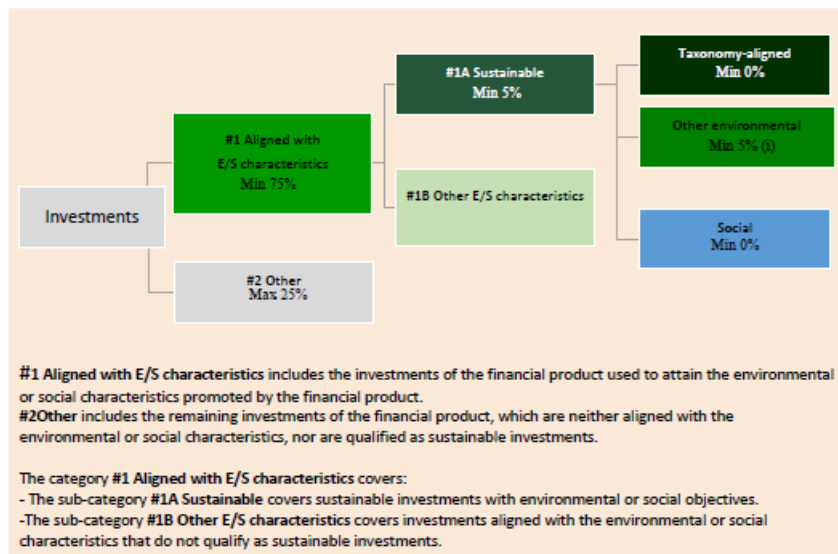 Taxonomy-aligned
Min 0%
#1A Sustainable
Min 5%
Other environmental
Min 5% (1)
#1 Aligned with
E/S characteristics
Min 75%
#1B Other E/S characteristics
Investments
Social
Min 0%
#2 Other
Max 25%
#1 Aligned with E/S characteristics includes the investments of the financial product used to attain the environmental
or social characteristics promoted by the financial product.
#2Other includes the remaining investments of the financial product, which are neither aligned with the
environmental or social characteristics, nor are qualified as sustainable investments.
The category #1 Aligned with E/S characteristics covers:
- The sub-category #1A Sustainable covers sustainable investments with environmental or social objectives.
-The sub-category #1B Other E/S characteristics covers investments aligned with the environmental or social
characteristics that do not qualify as sustainable investments.